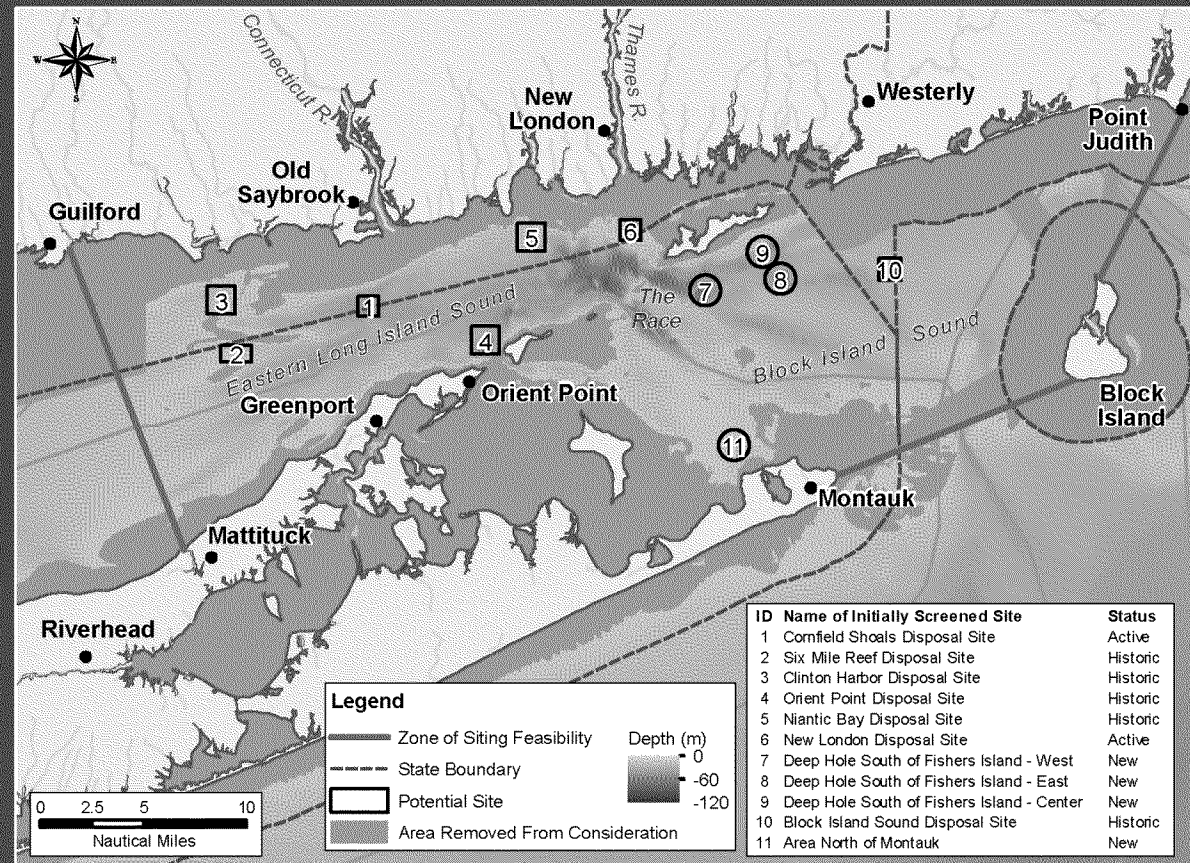 N
W E
S
Connecticut R.
Thames R.
New
London
Westerly
Point
Judith
Old
Saybrook
Guilford
5
6
9
8
10
3
1
7
The
Race
2
4
Eastern Long Island Sound
Block Island Sound
Greenport
Orient Point
Block
Island
11
Montauk
Mattituck
Riverhead
Legend
Zone of Siting Feasibility
State Boundary
Potential Site
Area Removed From Consideration
Depth (m)
0
-60
-120
0 2.5 5 10
Nautical Miles
ID Name of Initially Screened Site Status
1 Cornfield Shoals Disposal Site Active
2 Six Mile Reef Disposal Site Historic
3 Clinton Harbor Disposal Site Historic
4 Orient Point Disposal Site Historic
5 Niantic Bay Disposal Site Historic
6 New London Disposal Site Active
7 Deep Hole South of Fishers Island - West New
8 Deep Hole South of Fishers Island - East New
9 Deep Hole South of Fishers Island - Center New
10 Block Island Sound Disposal Site Historic
11 Area North of Montauk New